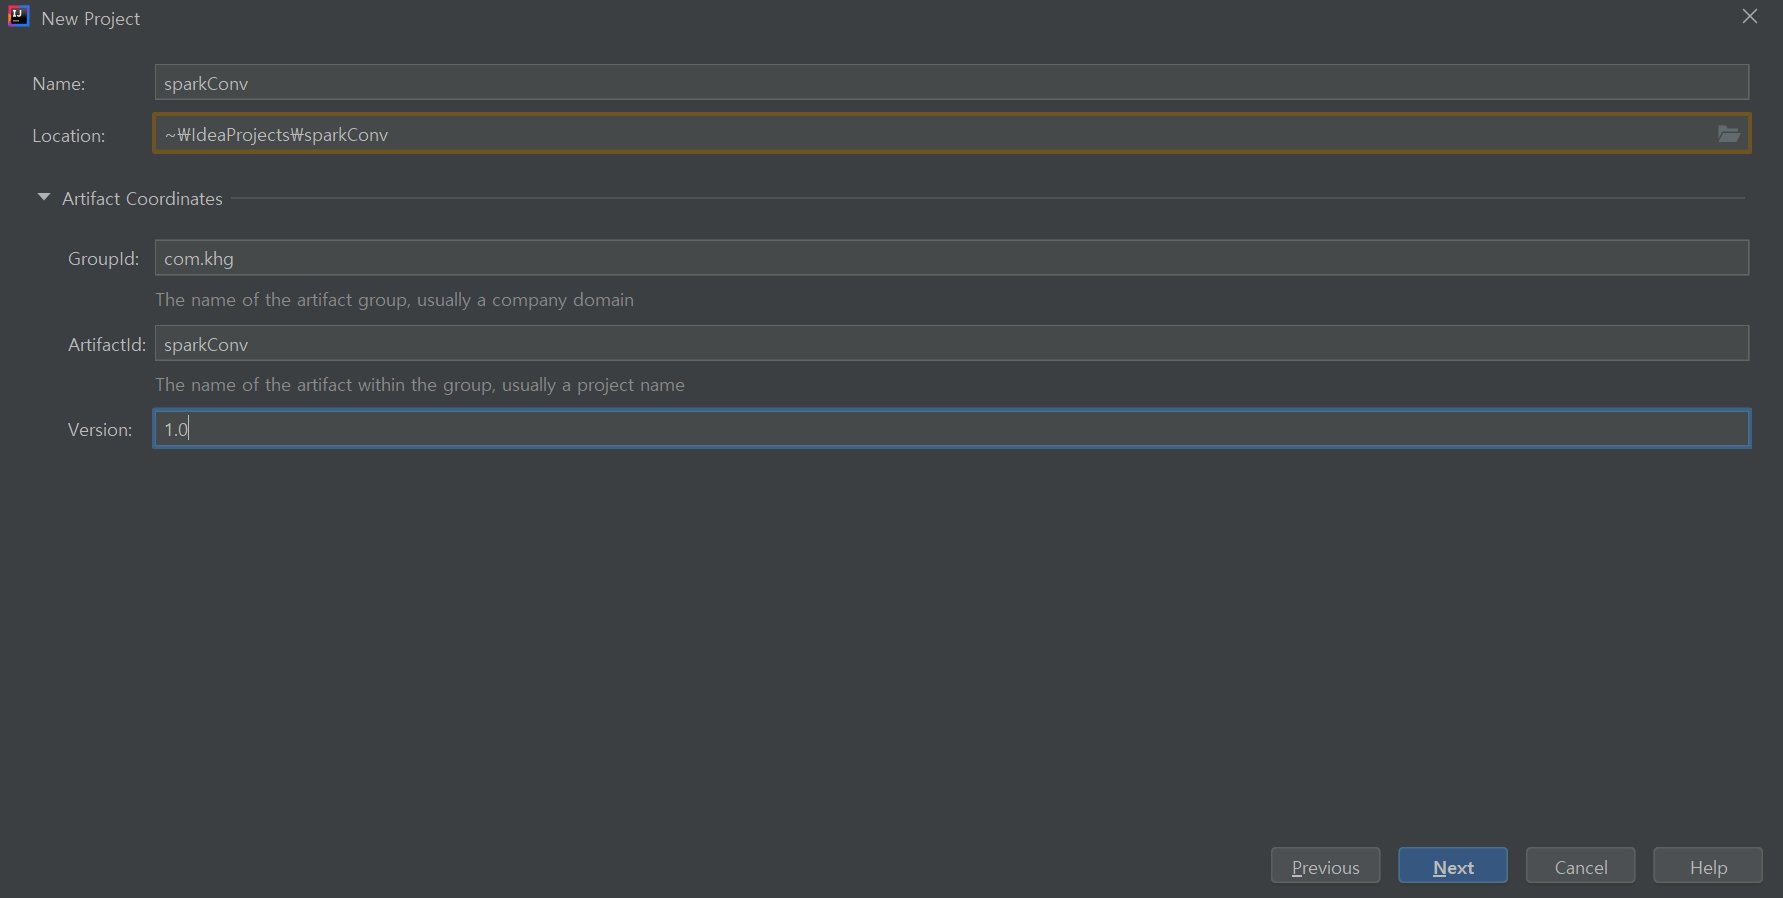 New Project
Name: sparkConv
Location: ~₩IdeaProjects₩sparkConv
Artifact Coordinates
GroupId: com.khg
The name of the artifact group, usually a company domain
ArtifactId: sparkConv
The name of the artifact within the group, usually a project name
Version: 1.0
Previous Next Cancel Help